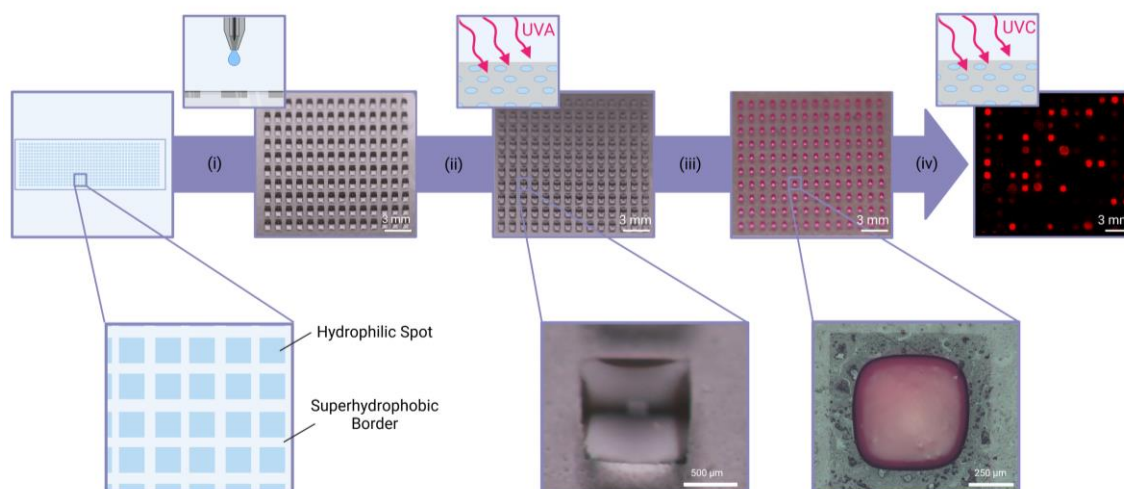 UVA
UVC
(i)
(ii)
(iii)
(iv)
3 mm
3 mm
3 mm
3 mm
Hydrophilic Spot
Superhydrophobic
Border
500 µm
250 µm